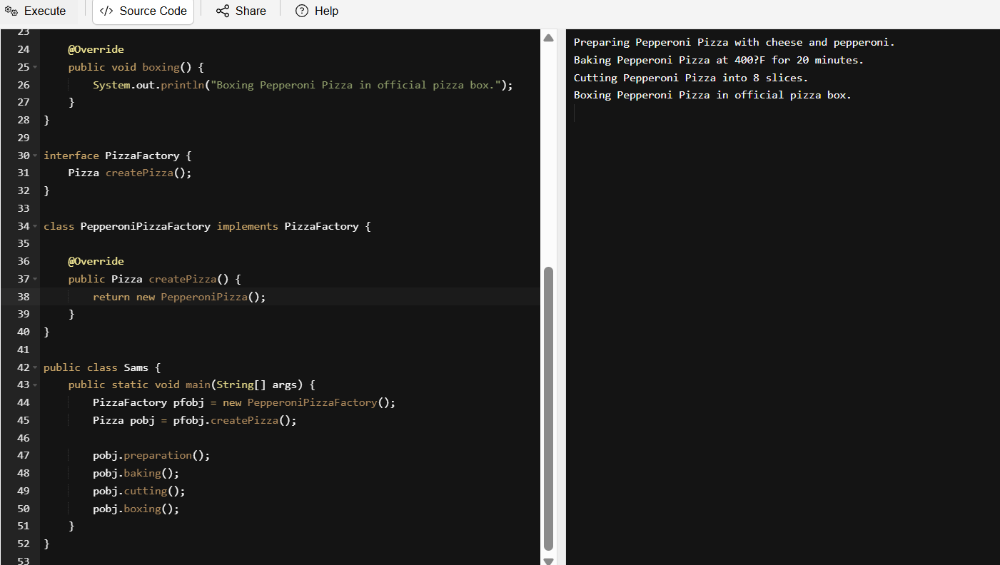 Execute
Source Code
Share
Help
23
24     @Override
25     public void boxing() {
26         System.out.println("Boxing Pepperoni Pizza in official pizza box.");
27     }
28 }
29
30 interface PizzaFactory {
31     Pizza createPizza();
32 }
33
34 class PepperoniPizzaFactory implements PizzaFactory {
35
36     @Override
37     public Pizza createPizza() {
38         return new PepperoniPizza();
39     }
40 }
41
42 public class Sams {
43     public static void main(String[] args) {
44         PizzaFactory pfobj = new PepperoniPizzaFactory();
45         Pizza pobj = pfobj.createPizza();
46
47         pobj.preparation();
48         pobj.baking();
49         pobj.cutting();
50         pobj.boxing();
51     }
52 }
53
Preparing Pepperoni Pizza with cheese and pepperoni.
Baking Pepperoni Pizza at 400?F for 20 minutes.
Cutting Pepperoni Pizza into 8 slices.
Boxing Pepperoni Pizza in official pizza box.